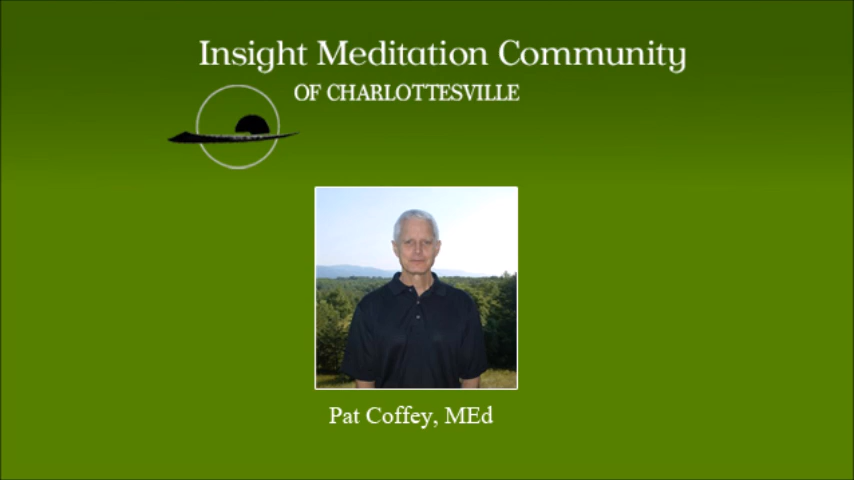 Insight Meditation Community
OF CHARLOTTESVILLE
Pat Coffey, MEd